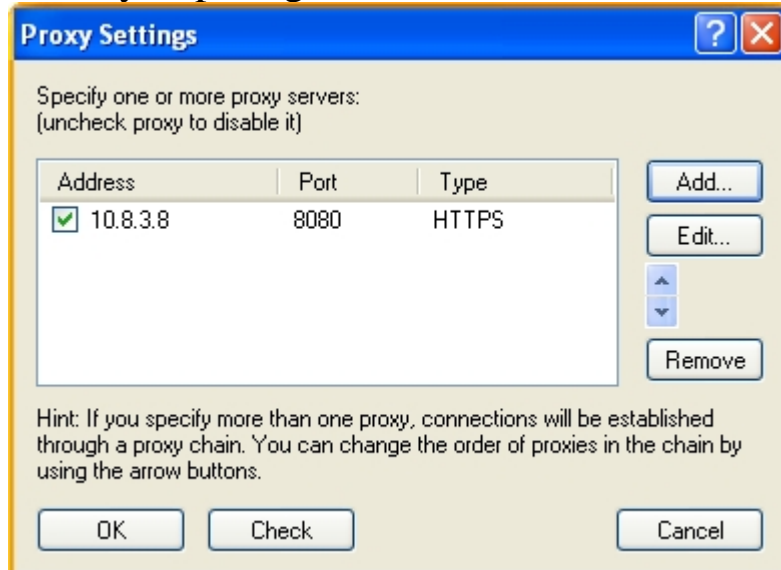 Proxy Settings
Specify one or more proxy servers:
(uncheck proxy to disable it)
Address Port Type
10.8.3.8 8080 HTTPS
Add...
Edit...
Remove
Hint: If you specify more than one proxy, connections will be established
through a proxy chain. You can change the order of proxies in the chain by
using the arrow buttons.
OK Check Cancel